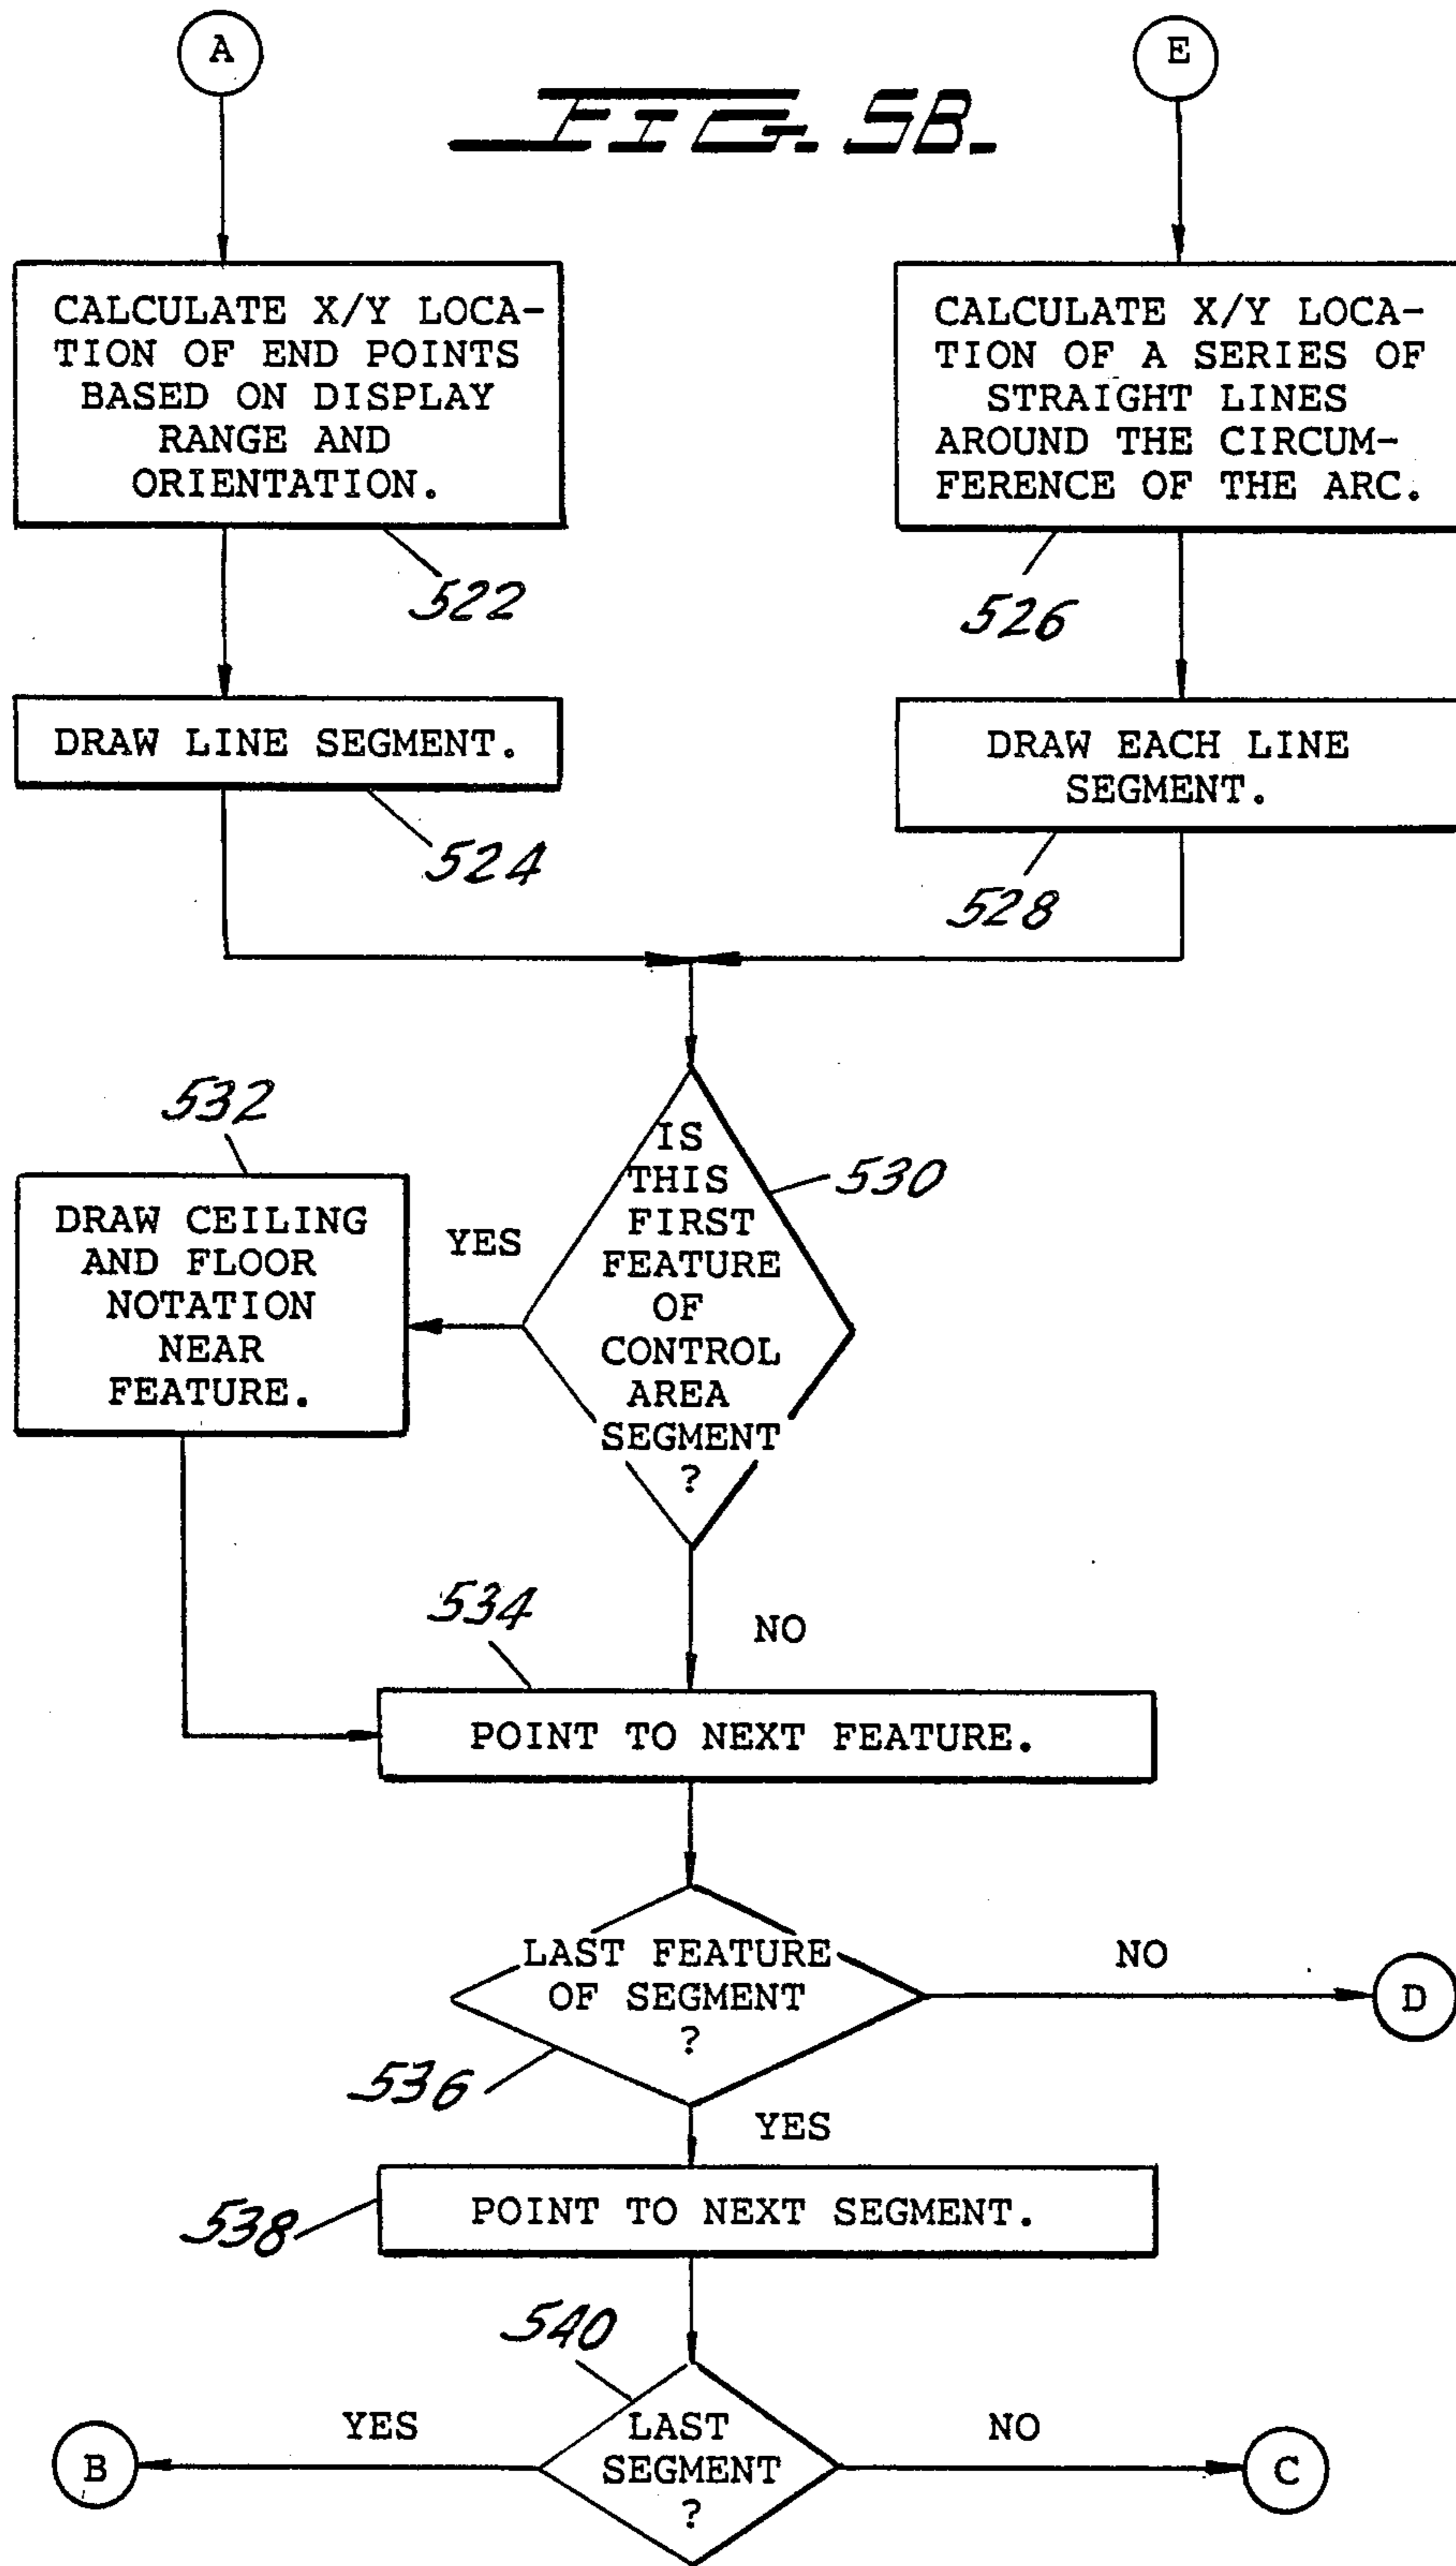 A
E
FIG. 5B.
CALCULATE X/Y LOCA-
TION OF END POINTS
BASED ON DISPLAY
RANGE AND
ORIENTATION.
522
CALCULATE X/Y LOCA-
TION OF A SERIES OF
STRAIGHT LINES
AROUND THE CIRCUM-
FERENCE OF THE ARC.
526
DRAW LINE SEGMENT.
524
DRAW EACH LINE
SEGMENT.
528
IS
THIS
FIRST
FEATURE
OF
CONTROL
AREA
SEGMENT
?
530
YES
532
DRAW CEILING
AND FLOOR
NOTATION
NEAR
FEATURE.
NO
534
POINT TO NEXT FEATURE.
LAST FEATURE
OF SEGMENT
?
536
NO
D
YES
POINT TO NEXT SEGMENT.
538
540
LAST
SEGMENT
?
YES
B
NO
C